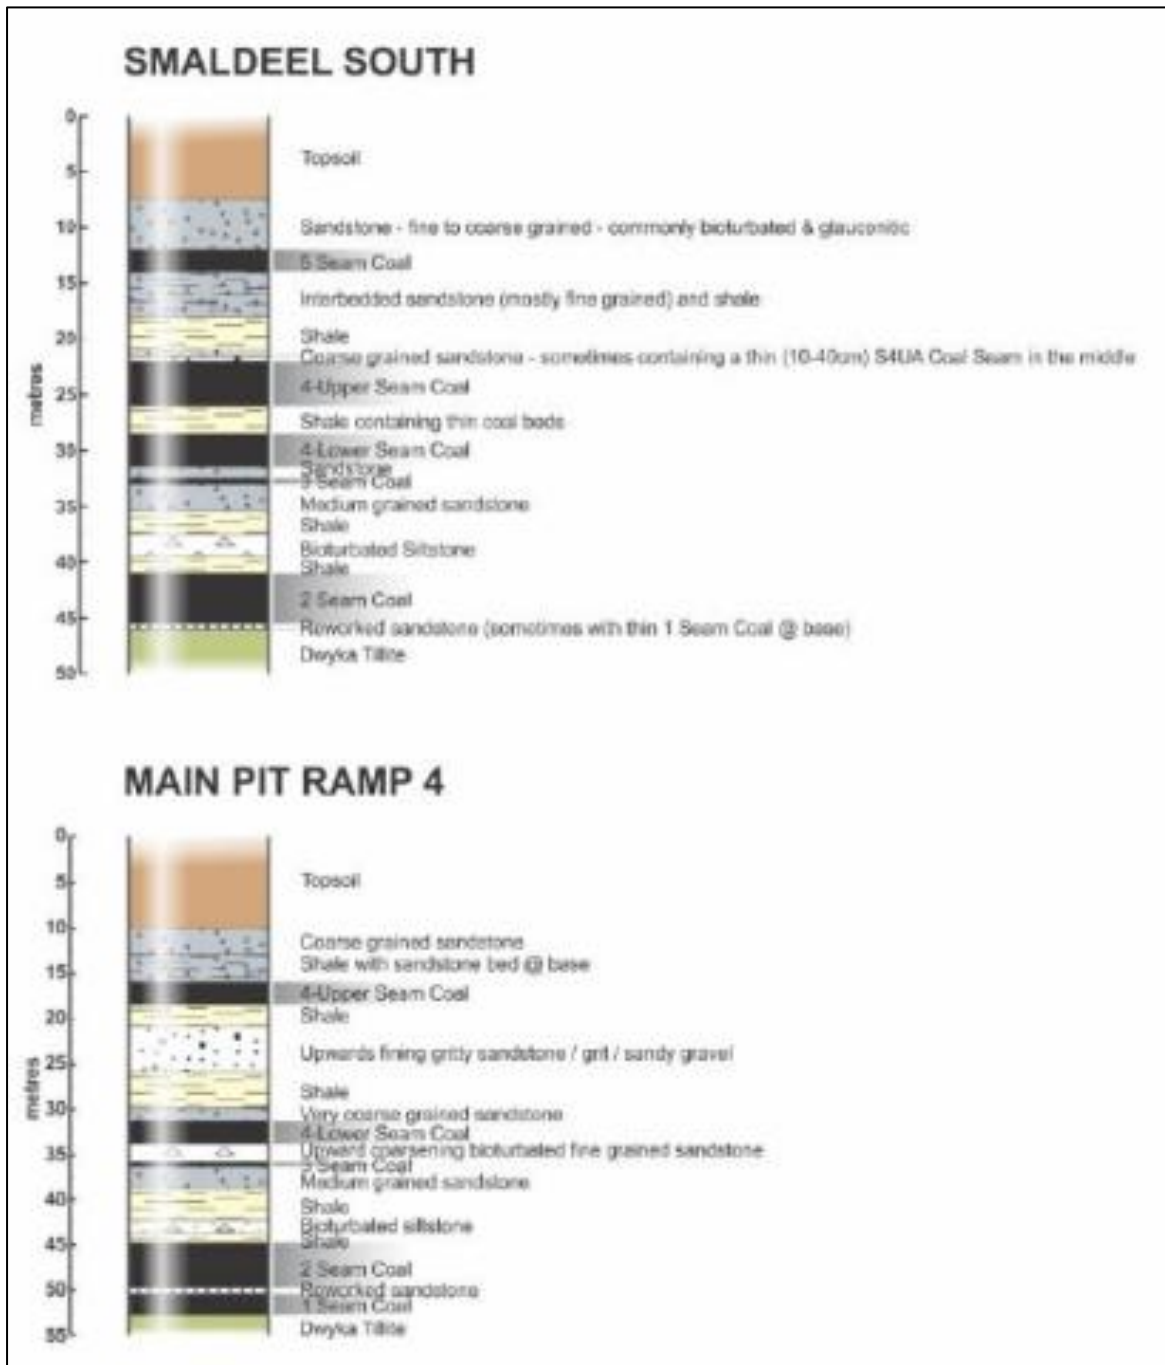 SMALDEEL SOUTH
0
5
10
15
20
25
30
35
40
45
50
metres
Topsoil
Sandstone - fine to coarse grained - commonly bioturbated & glauconitic
5 Seam Coal
Interbedded sandstone (mostly fine grained) and shale
Shale
Coarse grained sandstone - sometimes containing a thin (10-40cm) S4UA Coal Seam in the middle
4-Upper Seam Coal
Shale containing thin coal beds
4-Lower Seam Coal
Sandstone
3 Seam Coal
Medium grained sandstone
Shale
Bioturbated Siltstone
Shale
2 Seam Coal
Reworked sandstone (sometimes with thin 1 Seam Coal @ base)
Dwyka Tillite
MAIN PIT RAMP 4
0
5
10
15
20
25
30
35
40
45
50
55
metres
Topsoil
Coarse grained sandstone
Shale with sandstone bed @ base
4-Upper Seam Coal
Shale
Upwards fining gritty sandstone / grit / sandy gravel
Shale
Very coarse grained sandstone
4-Lower Seam Coal
Upward coarsening bioturbated fine grained sandstone
3 Seam Coal
Medium grained sandstone
Shale
Bioturbated siltstone
Shale
2 Seam Coal
Reworked sandstone
1 Seam Coal
Dwyka Tillite